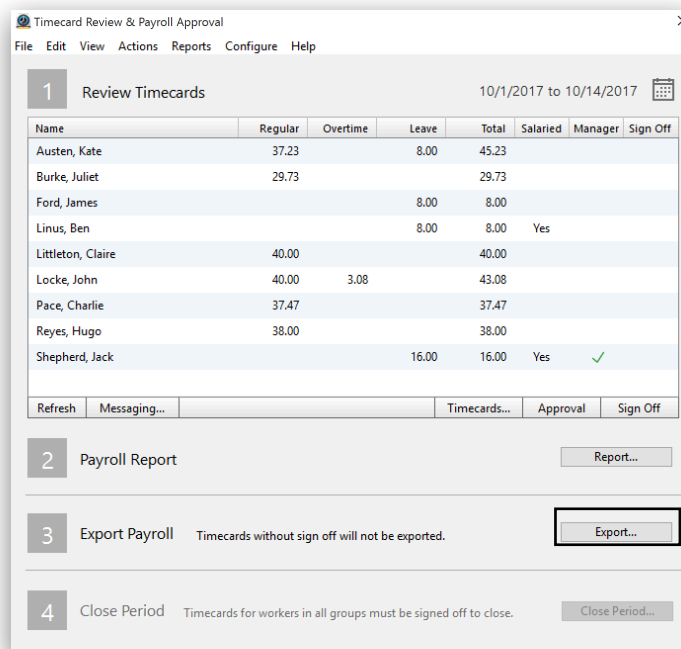 Timecard Review & Payroll Approval
File Edit View Actions Reports Configure Help
1 Review Timecards 10/1/2017 to 10/14/2017
Name Regular Overtime Leave Total Salaried Manager Sign Off
Austen, Kate 37.23 8.00 45.23
Burke, Juliet 29.73 29.73
Ford, James 8.00 8.00
Linus, Ben 8.00 8.00 Yes
Littleton, Claire 40.00 40.00
Locke, John 40.00 3.08 43.08
Pace, Charlie 37.47 37.47
Reyes, Hugo 38.00 38.00
Shepherd, Jack 16.00 16.00 Yes ✓
Refresh Messaging... Timecards... Approval Sign Off
2 Payroll Report Report...
3 Export Payroll Timecards without sign off will not be exported. Export...
4 Close Period Timecards for workers in all groups must be signed off to close. Close Period...